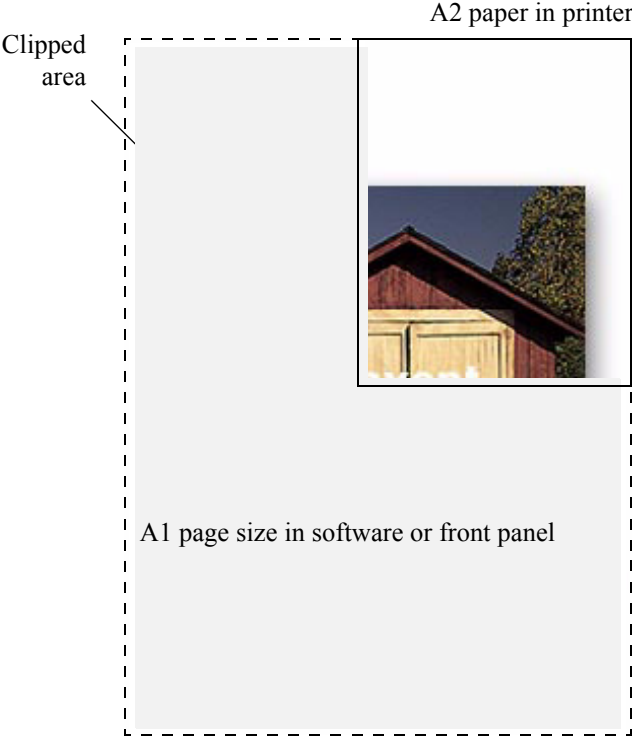 A2 paper in printer
Clipped
area
A1 page size in software or front panel